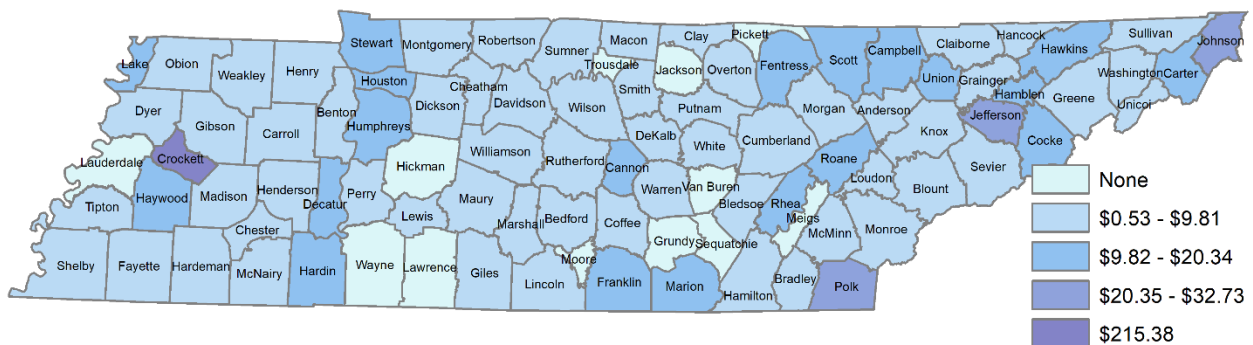 Stewart
Montgomery
Robertson
Sumner
Macon
Clay
Pickett
Claiborne
Hancock
Hawkins
Sullivan
Johnson
Lake
Obion
Weakley
Henry
Houston
Cheatham
Trousdale
Jackson
Overton
Fentress
Scott
Campbell
Union
Grainger
Hamblen
Washington
Carter
Dyer
Gibson
Carroll
Benton
Humphreys
Dickson
Davidson
Wilson
Smith
Putnam
Morgan
Anderson
Knox
Jefferson
Greene
Unicoi
Lauderdale
Crockett
Hickman
Williamson
Rutherford
DeKalb
White
Cumberland
Roane
Loudon
Sevier
Cocke
Tipton
Haywood
Madison
Henderson
Decatur
Perry
Lewis
Maury
Marshall
Bedford
Cannon
Coffee
Warren
Van Buren
Bledsoe
Rhea
Meigs
McMinn
Monroe
Blount
Shelby
Fayette
Hardeman
Chester
McNairy
Hardin
Wayne
Lawrence
Giles
Lincoln
Moore
Franklin
Grundy
Sequatchie
Marion
Hamilton
Bradley
Polk
None
$0.53 - $9.81
$9.82 - $20.34
$20.35 - $32.73
$215.38